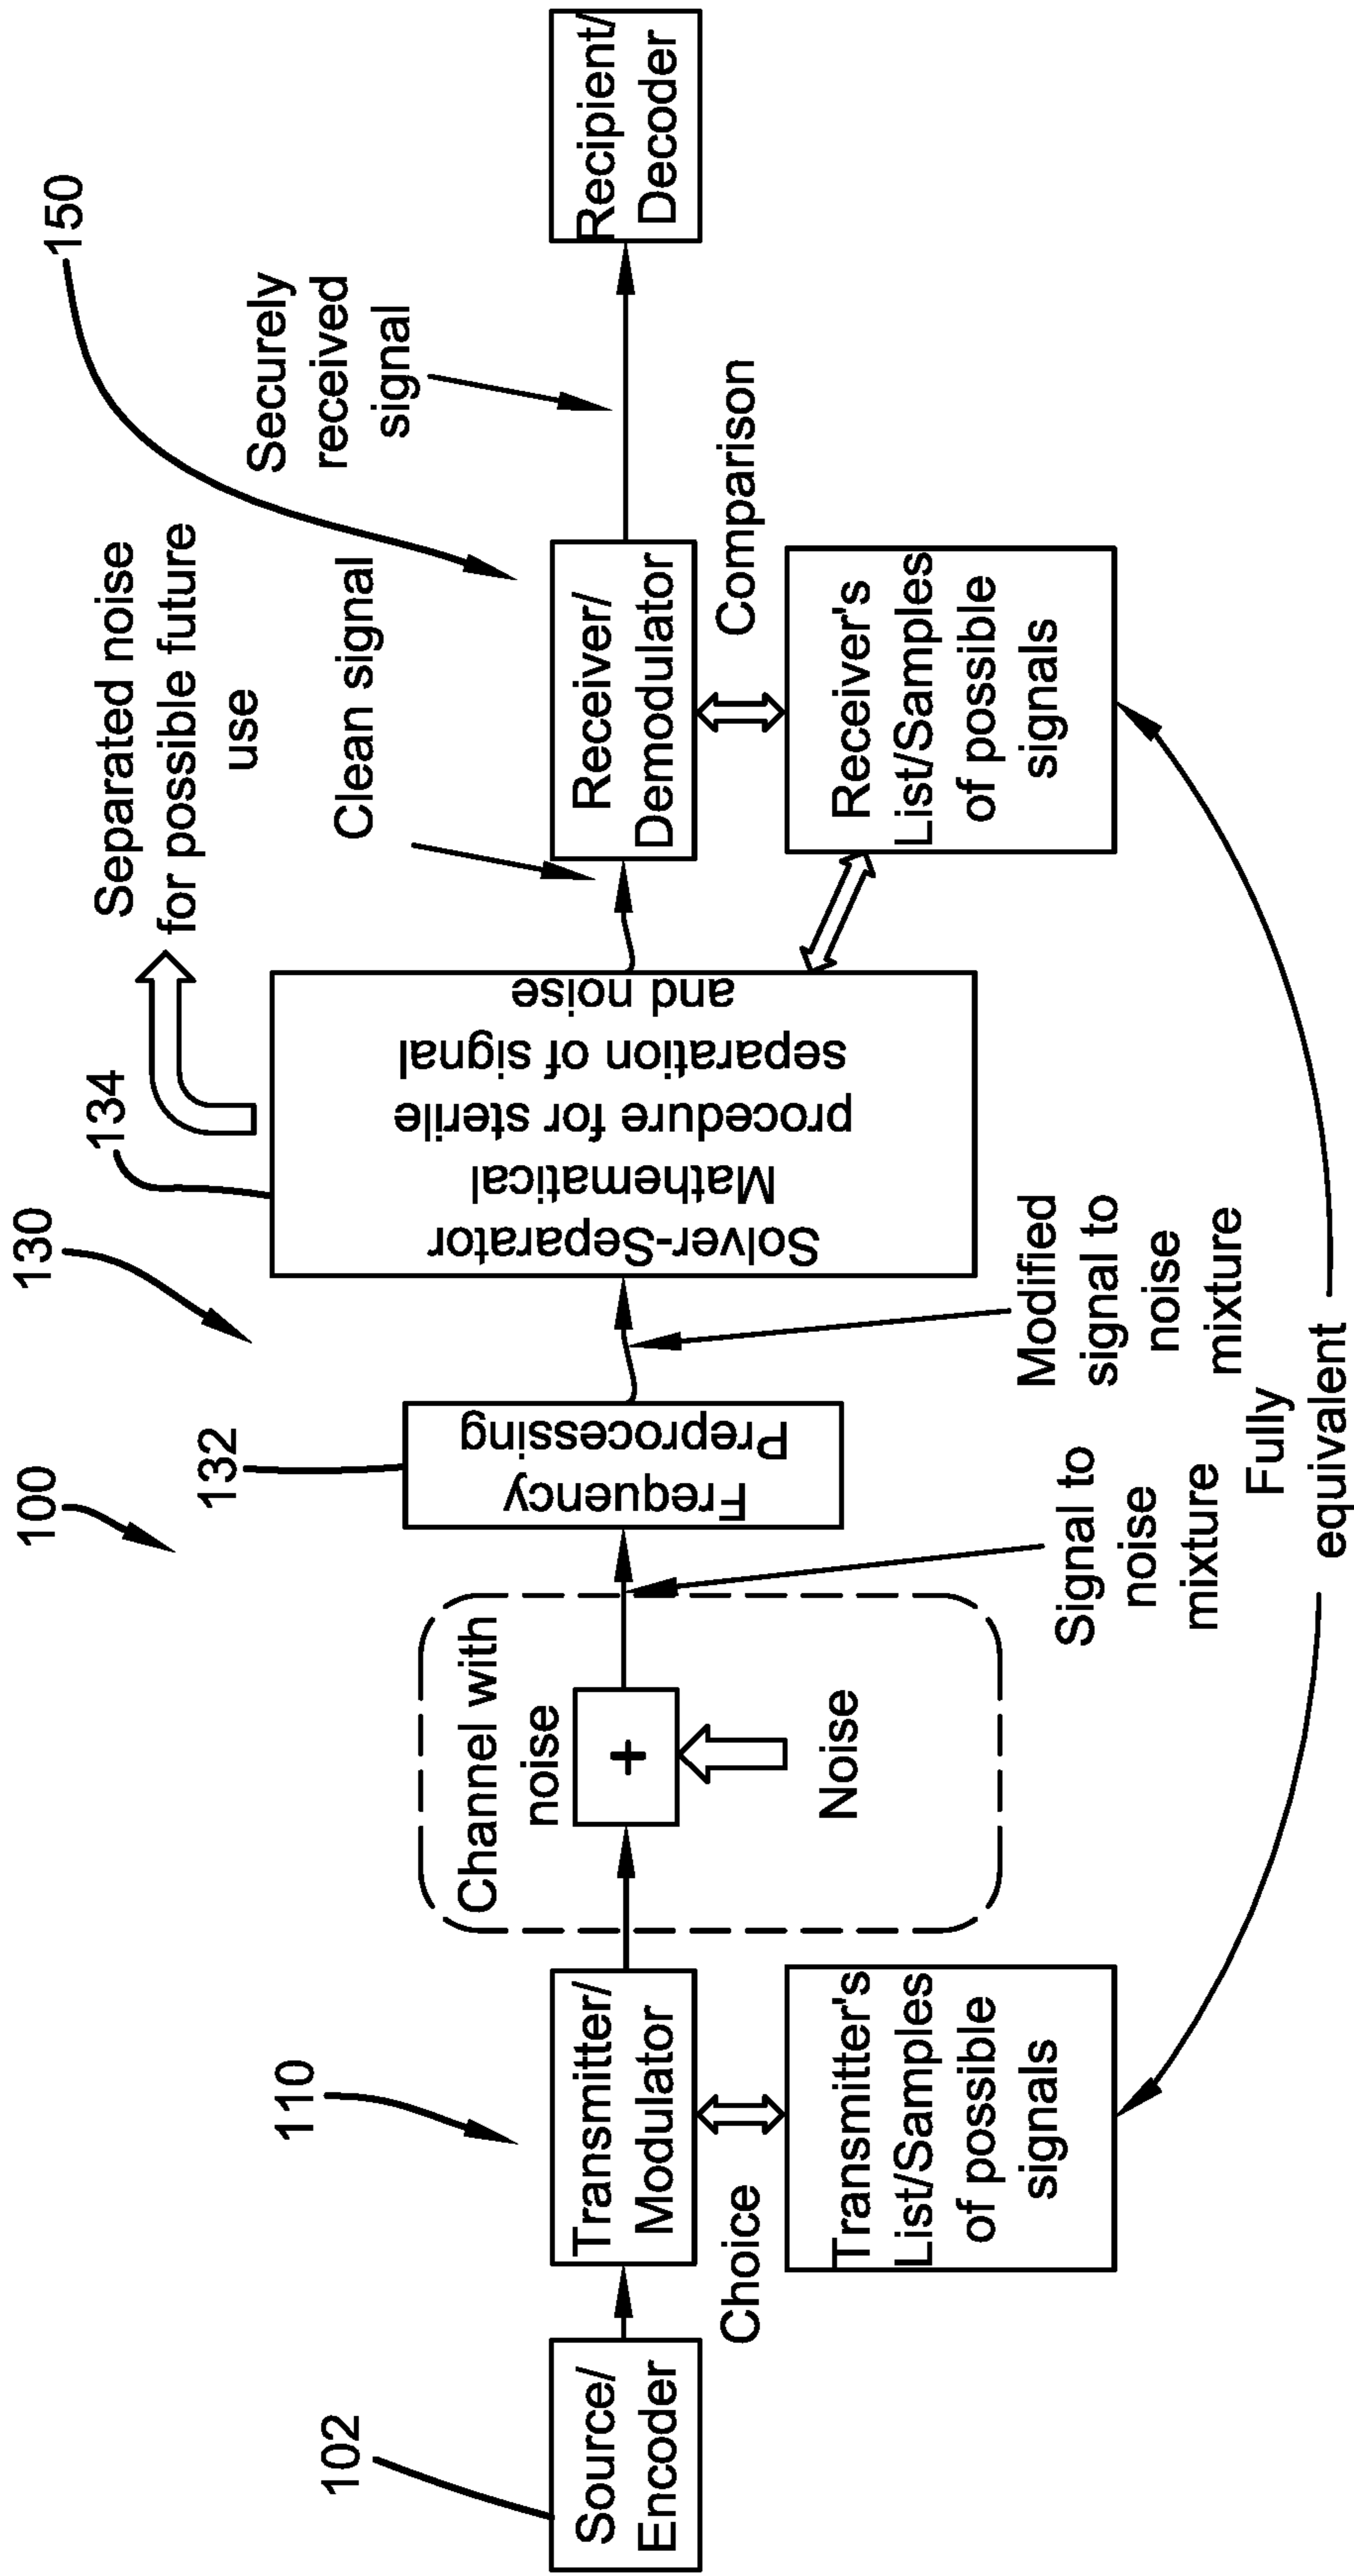 100
130
132
134
150
110
102
Source/
Encoder
Transmitter/
Modulator
Choice
Transmitter's
List/Samples
of possible
signals
Channel with
noise
+
Noise
Signal to
noise
mixture
Frequency
Preprocessing
Modified
signal to
noise
mixture
Solver-Separator
Mathematical
procedure for sterile
separation of signal
and noise
Separated noise
for possible future
use
Clean signal
Receiver/
Demodulator
Comparison
Receiver's
List/Samples
of possible
signals
Securely
received
signal
Recipient/
Decoder
Fully
equivalent